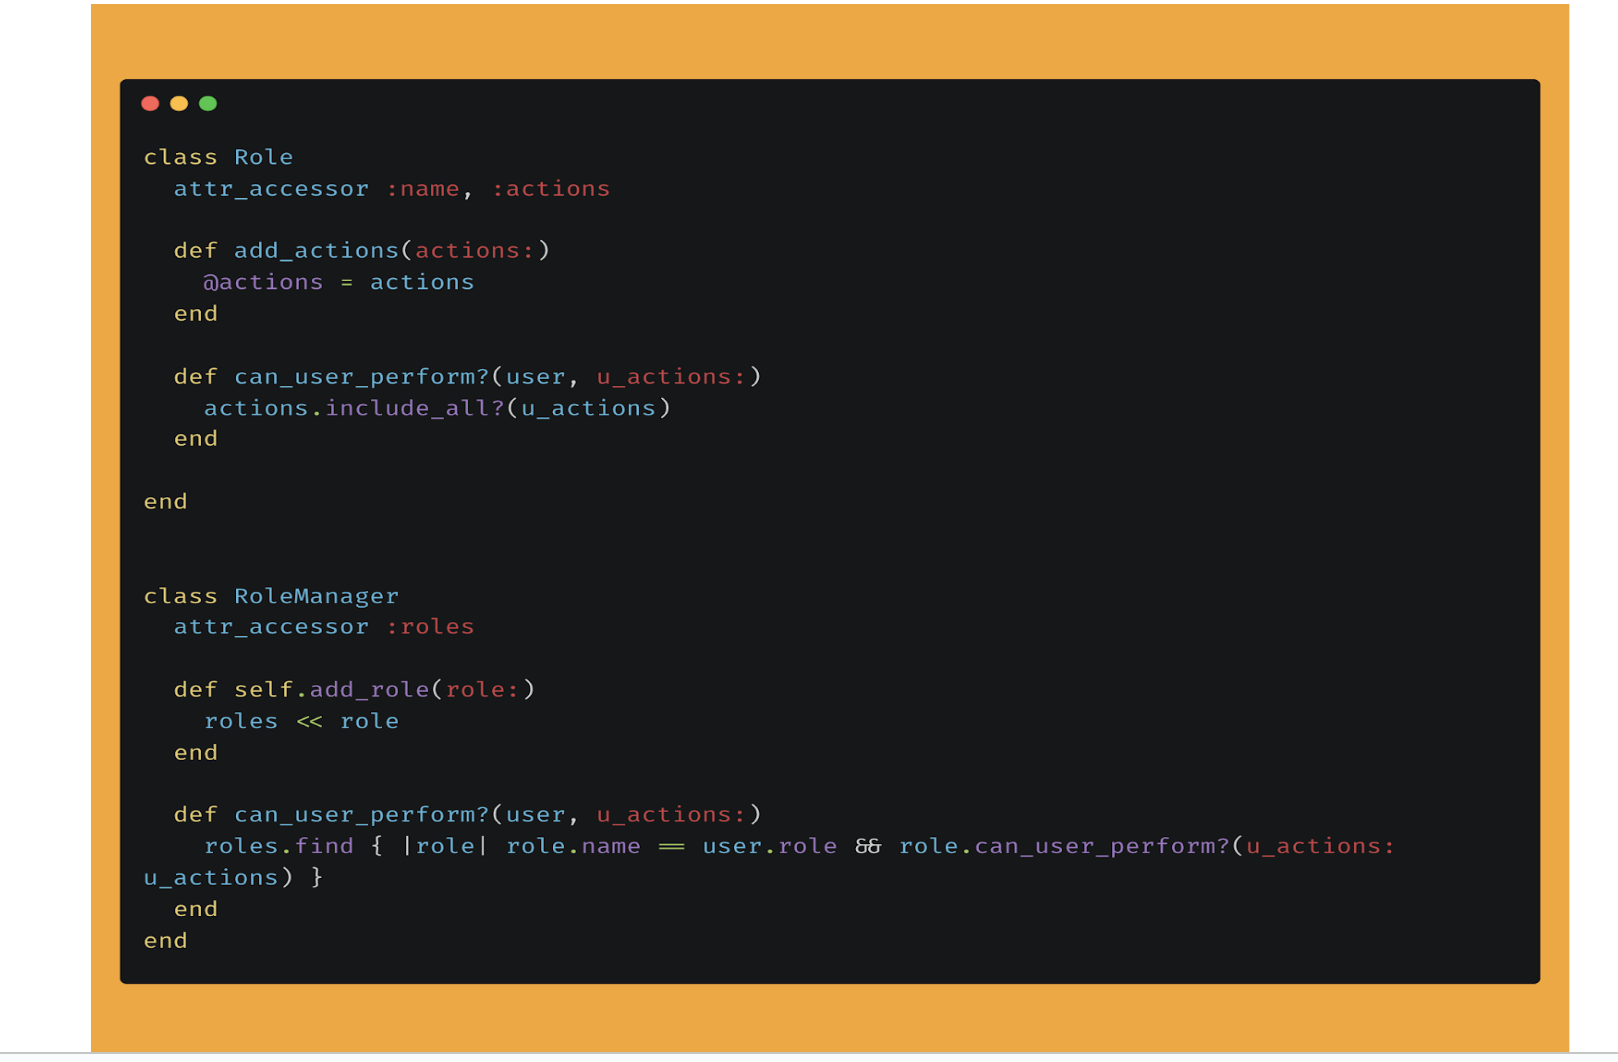 class Role
  attr_accessor :name, :actions
  def add_actions(actions:)
    @actions = actions
  end
  def can_user_perform?(user, u_actions:)
    actions.include_all?(u_actions)
  end
end
class RoleManager
  attr_accessor :roles
  def self.add_role(role:)
    roles << role
  end
  def can_user_perform?(user, u_actions:)
    roles.find { |role| role.name == user.role && role.can_user_perform?(u_actions:
u_actions) }
  end
end